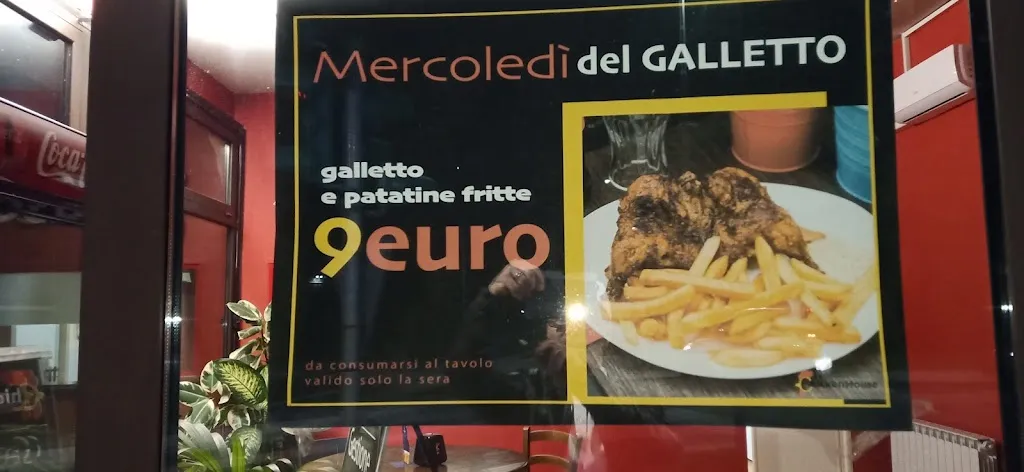 Mercoledì del GALLETTO
galletto
e patatine fritte
9euro
da consumarsi al tavolo
valido solo la sera